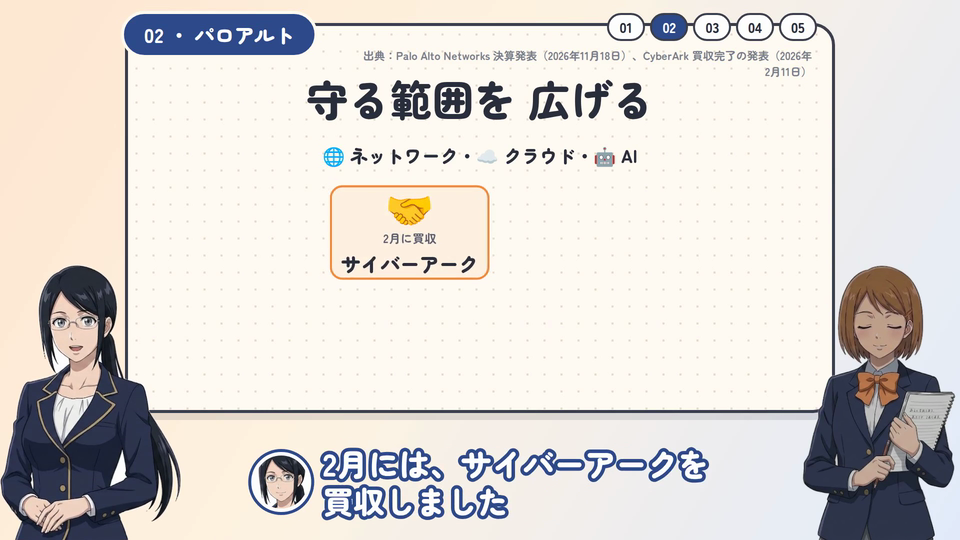 02 ・ パロアルト
01 02 03 04 05
出典：Palo Alto Networks 決算発表（2026年11月18日）、CyberArk 買収完了の発表（2026年
2月11日）
守る範囲を 広げる
🌐 ネットワーク・☁️ クラウド・🤖 AI
2月に買収
サイバーアーク
2月には、サイバーアークを
買収しました